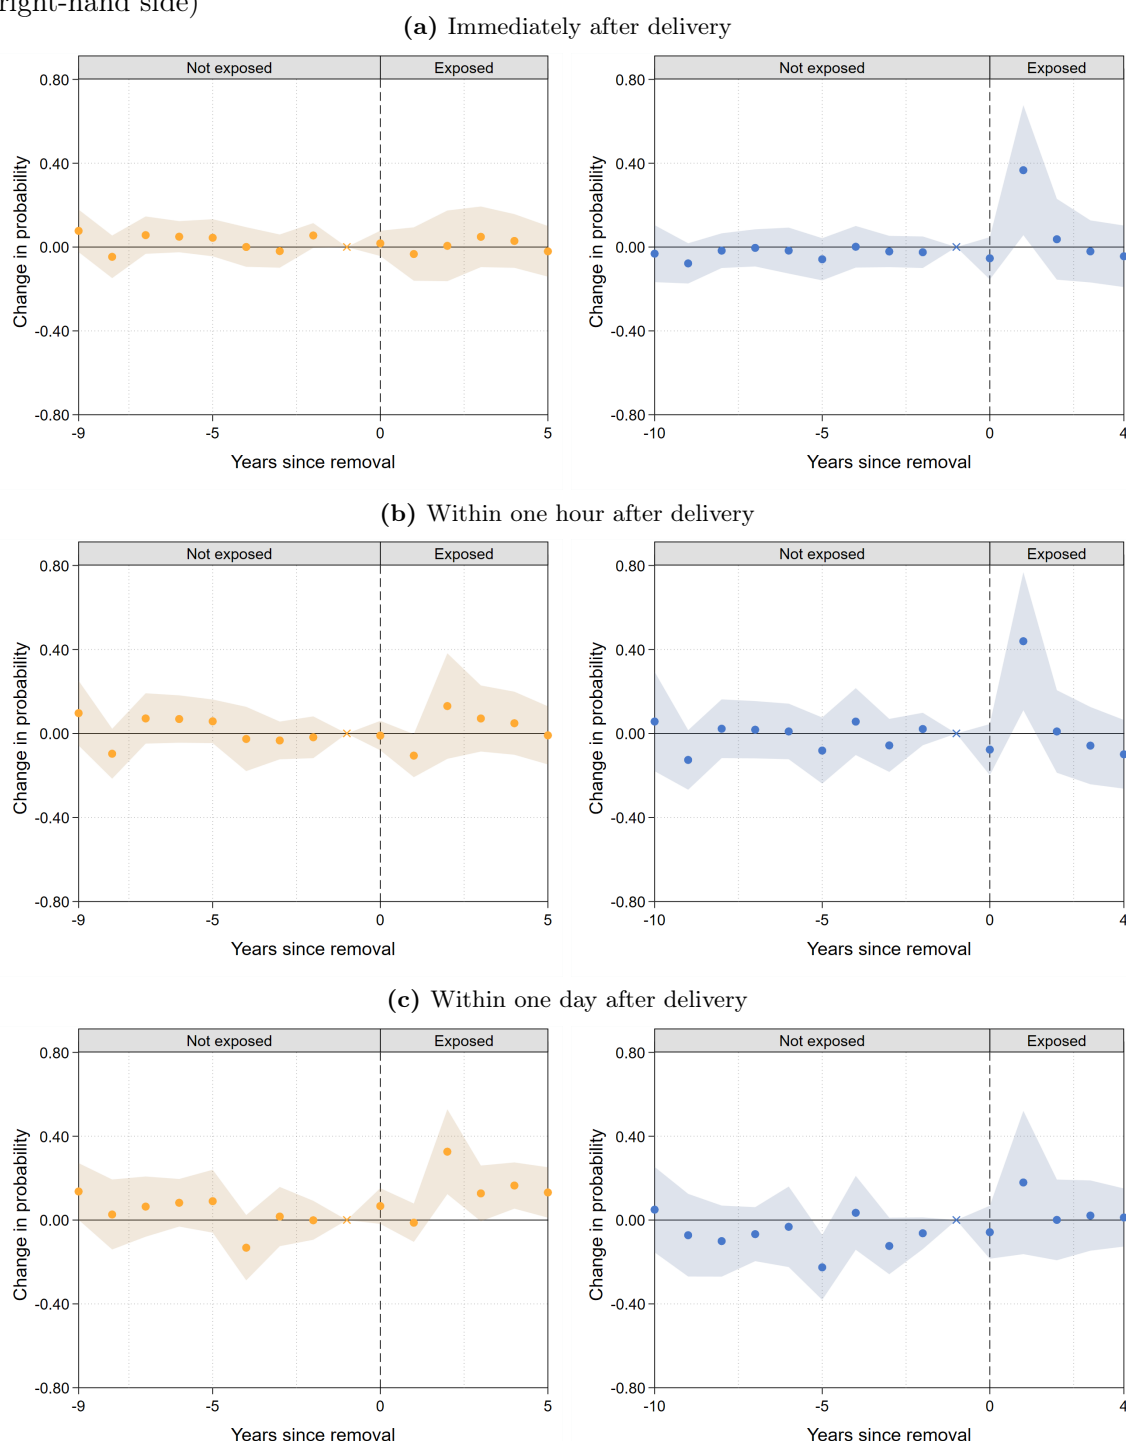 right-hand side)
(a) Immediately after delivery
Not exposed Exposed Not exposed Exposed
0.80 0.80
0.40 0.40
0.00 0.00
-0.40 -0.40
-0.80 -0.80
Change in probability Change in probability
-9 -5 0 5 -10 -5 0 4
Years since removal Years since removal
(b) Within one hour after delivery
Not exposed Exposed Not exposed Exposed
0.80 0.80
0.40 0.40
0.00 0.00
-0.40 -0.40
-0.80 -0.80
Change in probability Change in probability
-9 -5 0 5 -10 -5 0 4
Years since removal Years since removal
(c) Within one day after delivery
Not exposed Exposed Not exposed Exposed
0.80 0.80
0.40 0.40
0.00 0.00
-0.40 -0.40
-0.80 -0.80
Change in probability Change in probability
-9 -5 0 5 -10 -5 0 4
Years since removal Years since removal